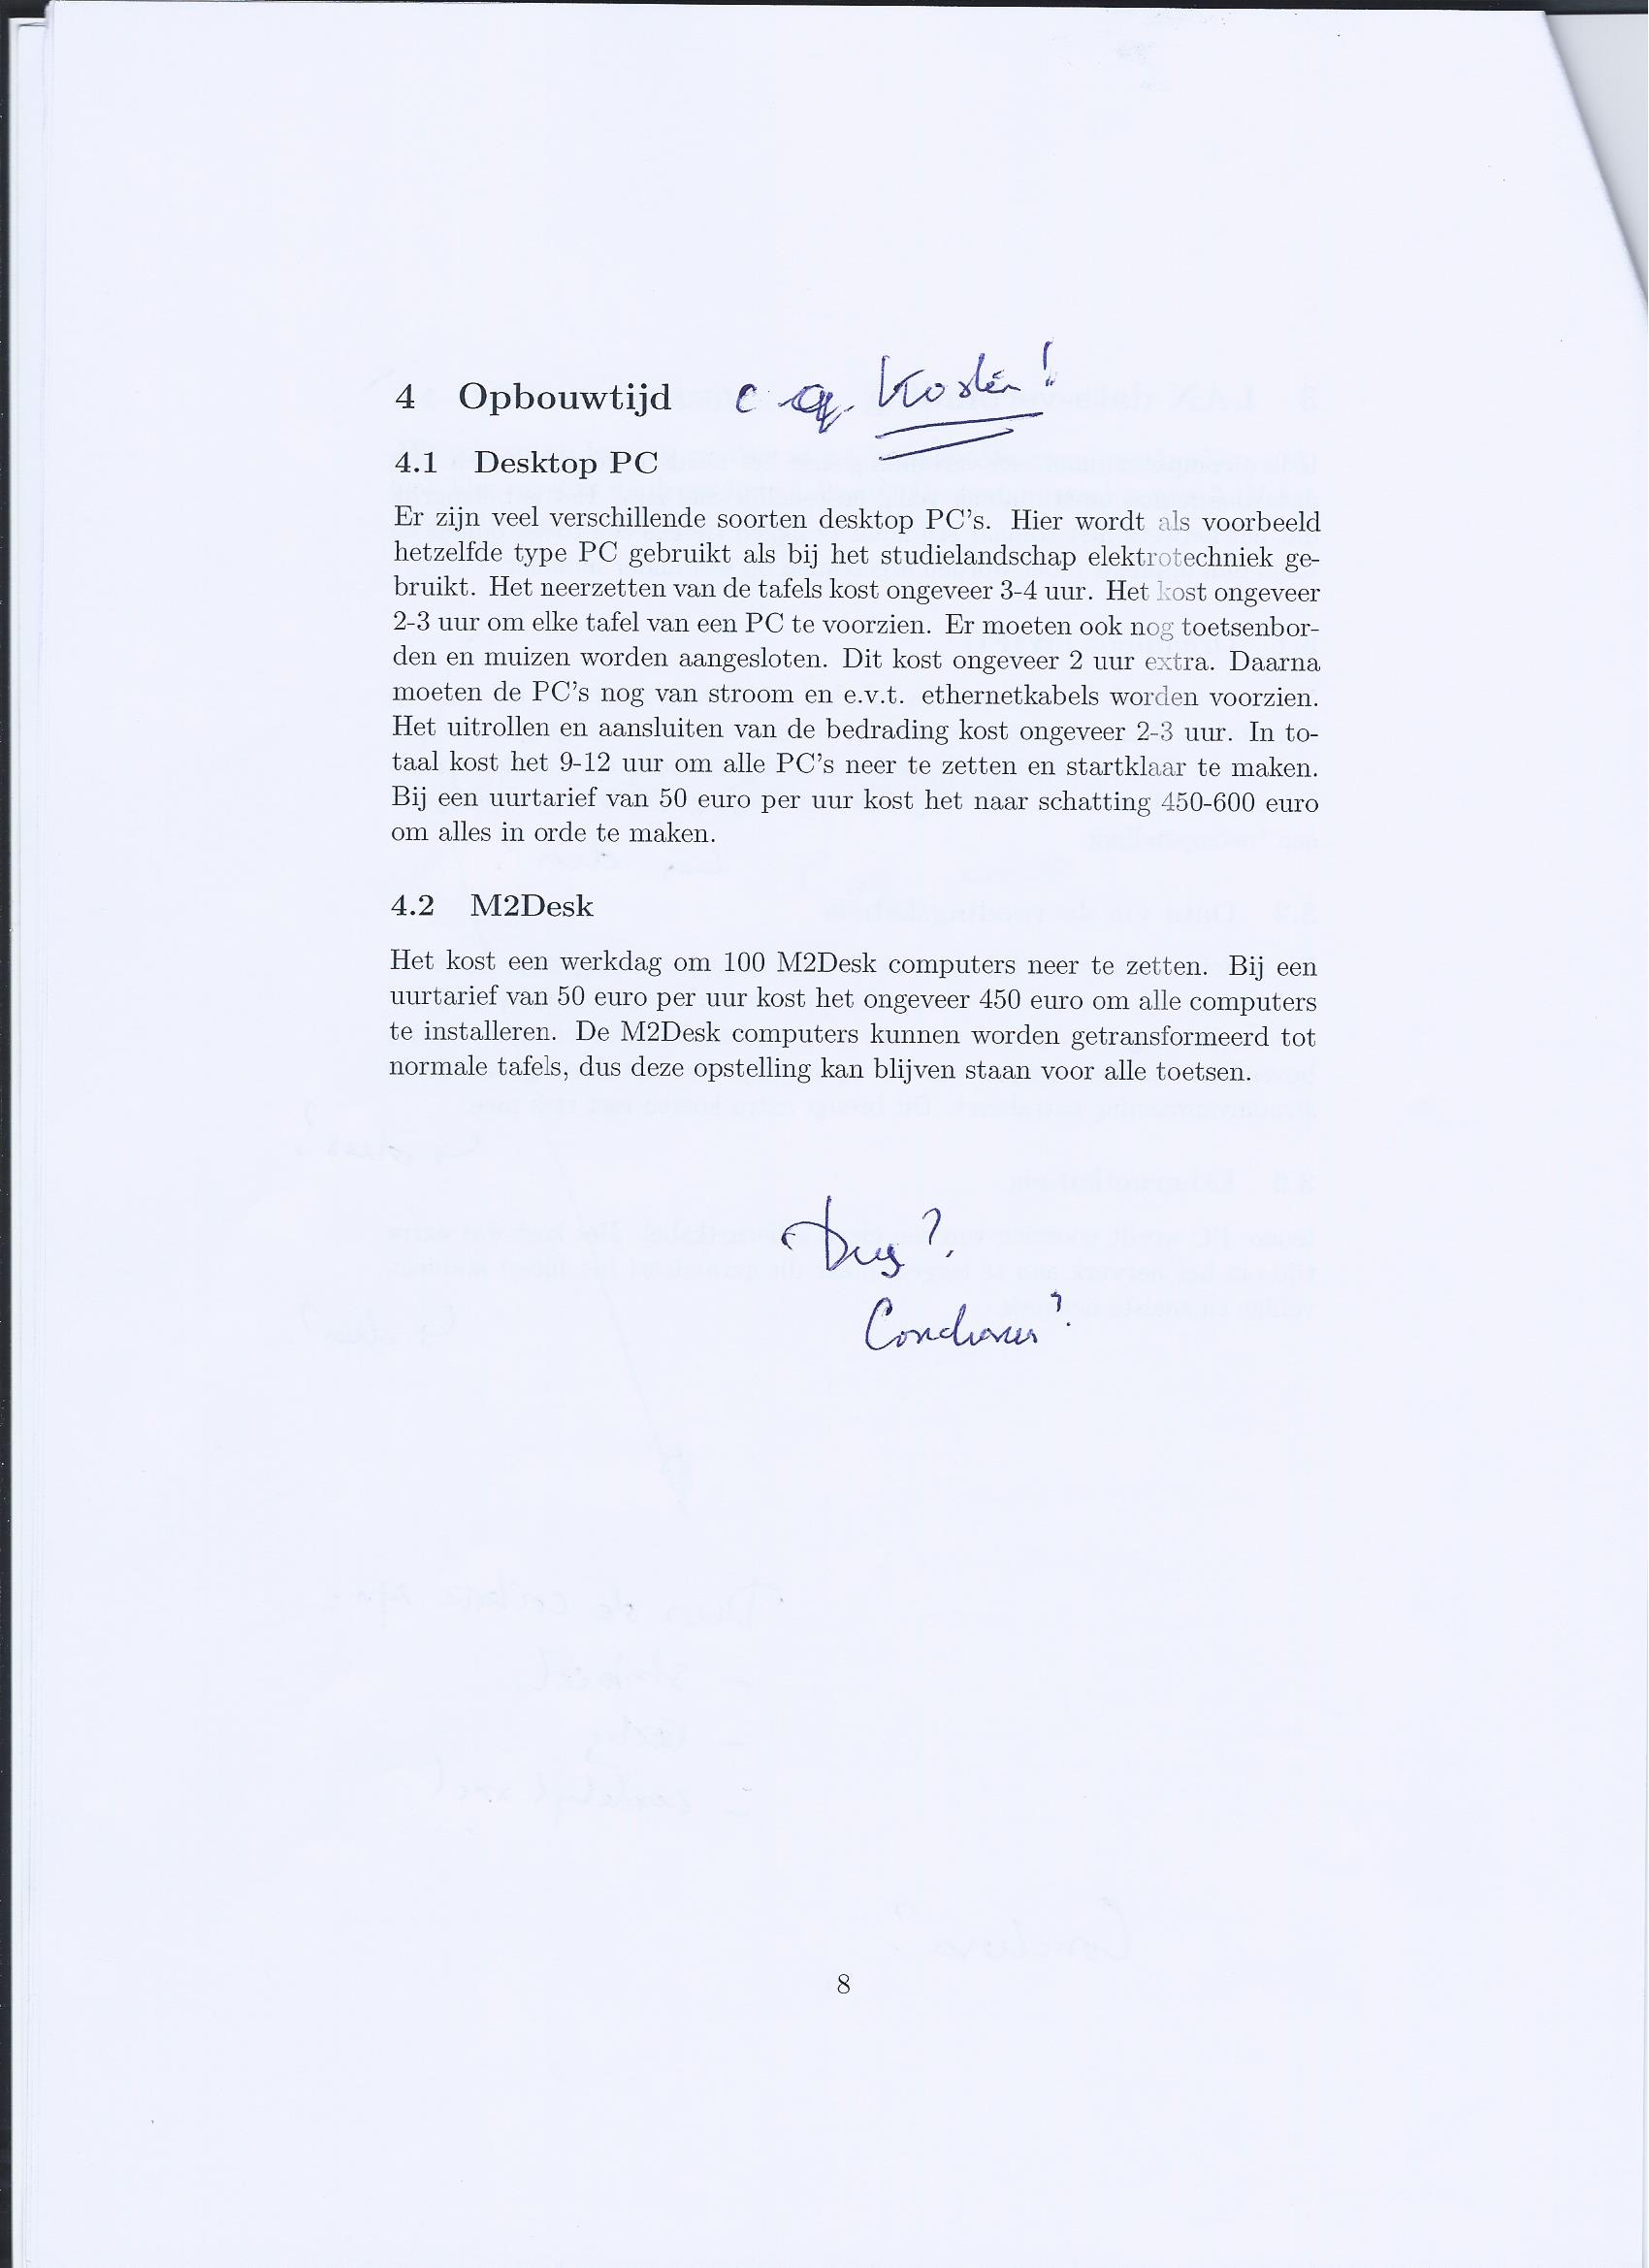 4 Opbouwtijd c.q. Kosten!
4.1 Desktop PC
Er zijn veel verschillende soorten desktop PC's. Hier wordt als voorbeeld
hetzelfde type PC gebruikt als bij het studielandschap elektrotechniek ge-
bruikt. Het neerzetten van de tafels kost ongeveer 3-4 uur. Het kost ongeveer
2-3 uur om elke tafel van een PC te voorzien. Er moeten ook nog toetsenbor-
den en muizen worden aangesloten. Dit kost ongeveer 2 uur extra. Daarna
moeten de PC's nog van stroom en e.v.t. ethernetkabels worden voorzien.
Het uitrollen en aansluiten van de bedrading kost ongeveer 2-3 uur. In to-
taal kost het 9-12 uur om alle PC's neer te zetten en startklaar te maken.
Bij een uurtarief van 50 euro per uur kost het naar schatting 450-600 euro
om alles in orde te maken.
4.2 M2Desk
Het kost een werkdag om 100 M2Desk computers neer te zetten. Bij een
uurtarief van 50 euro per uur kost het ongeveer 450 euro om alle computers
te installeren. De M2Desk computers kunnen worden getransformeerd tot
normale tafels, dus deze opstelling kan blijven staan voor alle toetsen.
Dus?
Conclusies?
8